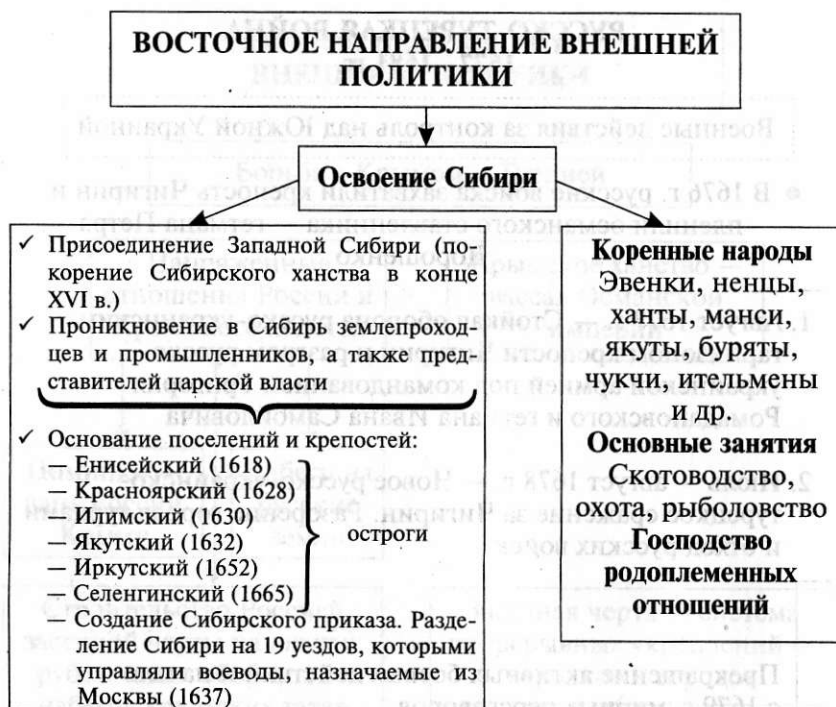 ВОСТОЧНОЕ НАПРАВЛЕНИЕ ВНЕШНЕЙ
ПОЛИТИКИ
Освоение Сибири
✓ Присоединение Западной Сибири (по-
корение Сибирского ханства в конце
XVI в.)
✓ Проникновение в Сибирь землепроход-
цев и промышленников, а также пред-
ставителей царской власти
✓ Основание поселений и крепостей:
— Енисейский (1618)
— Красноярский (1628)
— Илимский (1630)
— Якутский (1632)
— Иркутский (1652)
— Селенгинский (1665)
остроги
— Создание Сибирского приказа. Разде-
ление Сибири на 19 уездов, которыми
управляли воеводы, назначаемые из
Москвы (1637)
Коренные народы
Эвенки, ненцы,
ханты, манси,
якуты, буряты,
чукчи, ительмены
и др.
Основные занятия
Скотоводство,
охота, рыболовство
Господство
родоплеменных
отношений